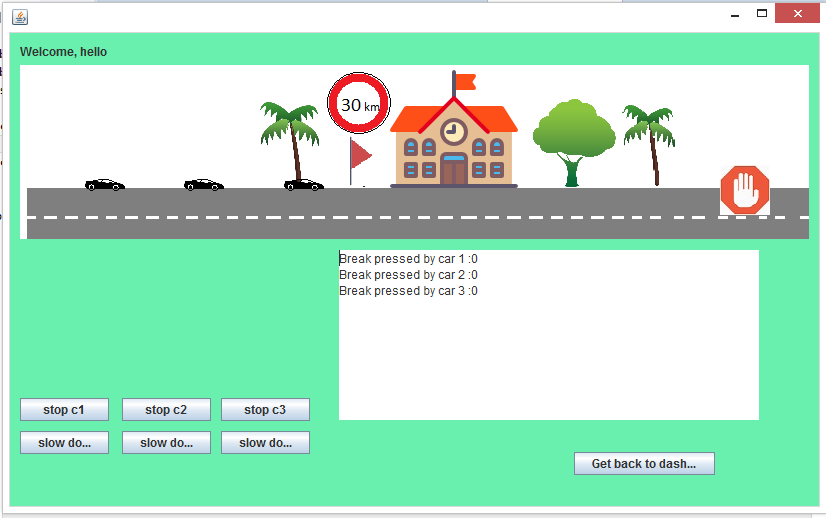 Welcome, hello
30 km
Break pressed by car 1 :0
Break pressed by car 2 :0
Break pressed by car 3 :0
stop c1
stop c2
stop c3
slow do...
slow do...
slow do...
Get back to dash...